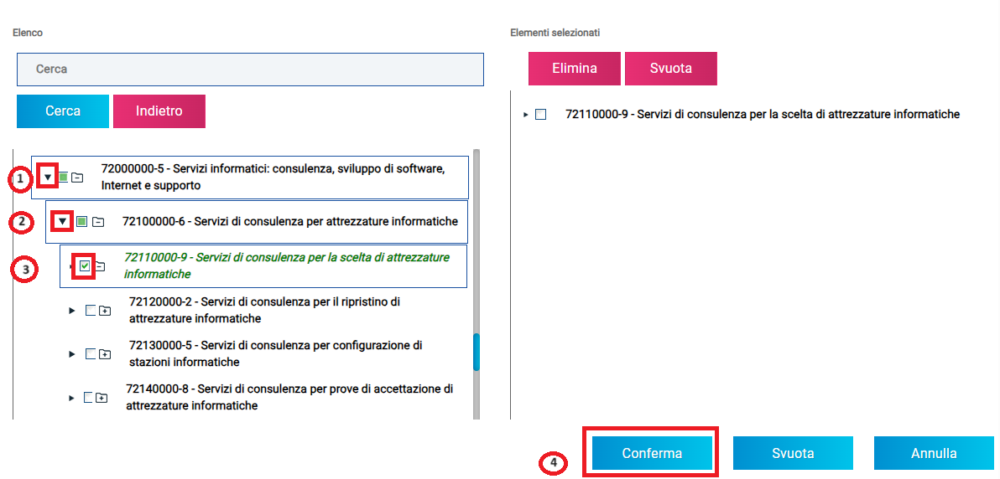 Elenco
Cerca
Cerca
Indietro
1
72000000-5 - Servizi informatici: consulenza, sviluppo di software,
Internet e supporto
2
72100000-6 - Servizi di consulenza per attrezzature informatiche
3
72110000-9 - Servizi di consulenza per la scelta di attrezzature
informatiche
72120000-2 - Servizi di consulenza per il ripristino di
attrezzature informatiche
72130000-5 - Servizi di consulenza per configurazione di
stazioni informatiche
72140000-8 - Servizi di consulenza per prove di accettazione di
attrezzature informatiche
Elementi selezionati
Elimina
Svuota
72110000-9 - Servizi di consulenza per la scelta di attrezzature informatiche
4
Conferma
Svuota
Annulla